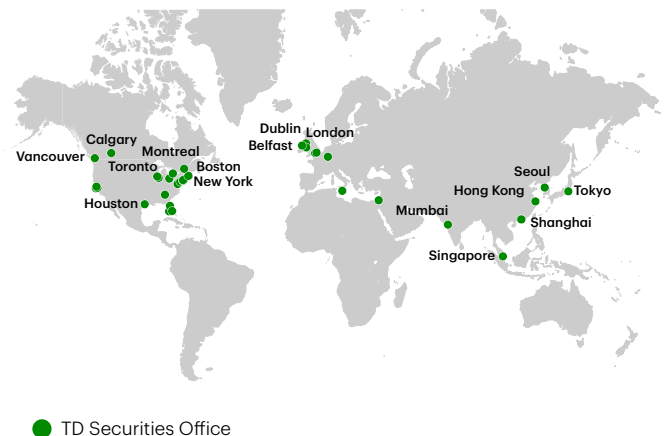 Dublin
London
Calgary
Belfast
Montreal
Vancouver
Toronto
Boston
New York
Seoul
Hong Kong
Tokyo
Houston
Mumbai
Shanghai
Singapore
TD Securities Office